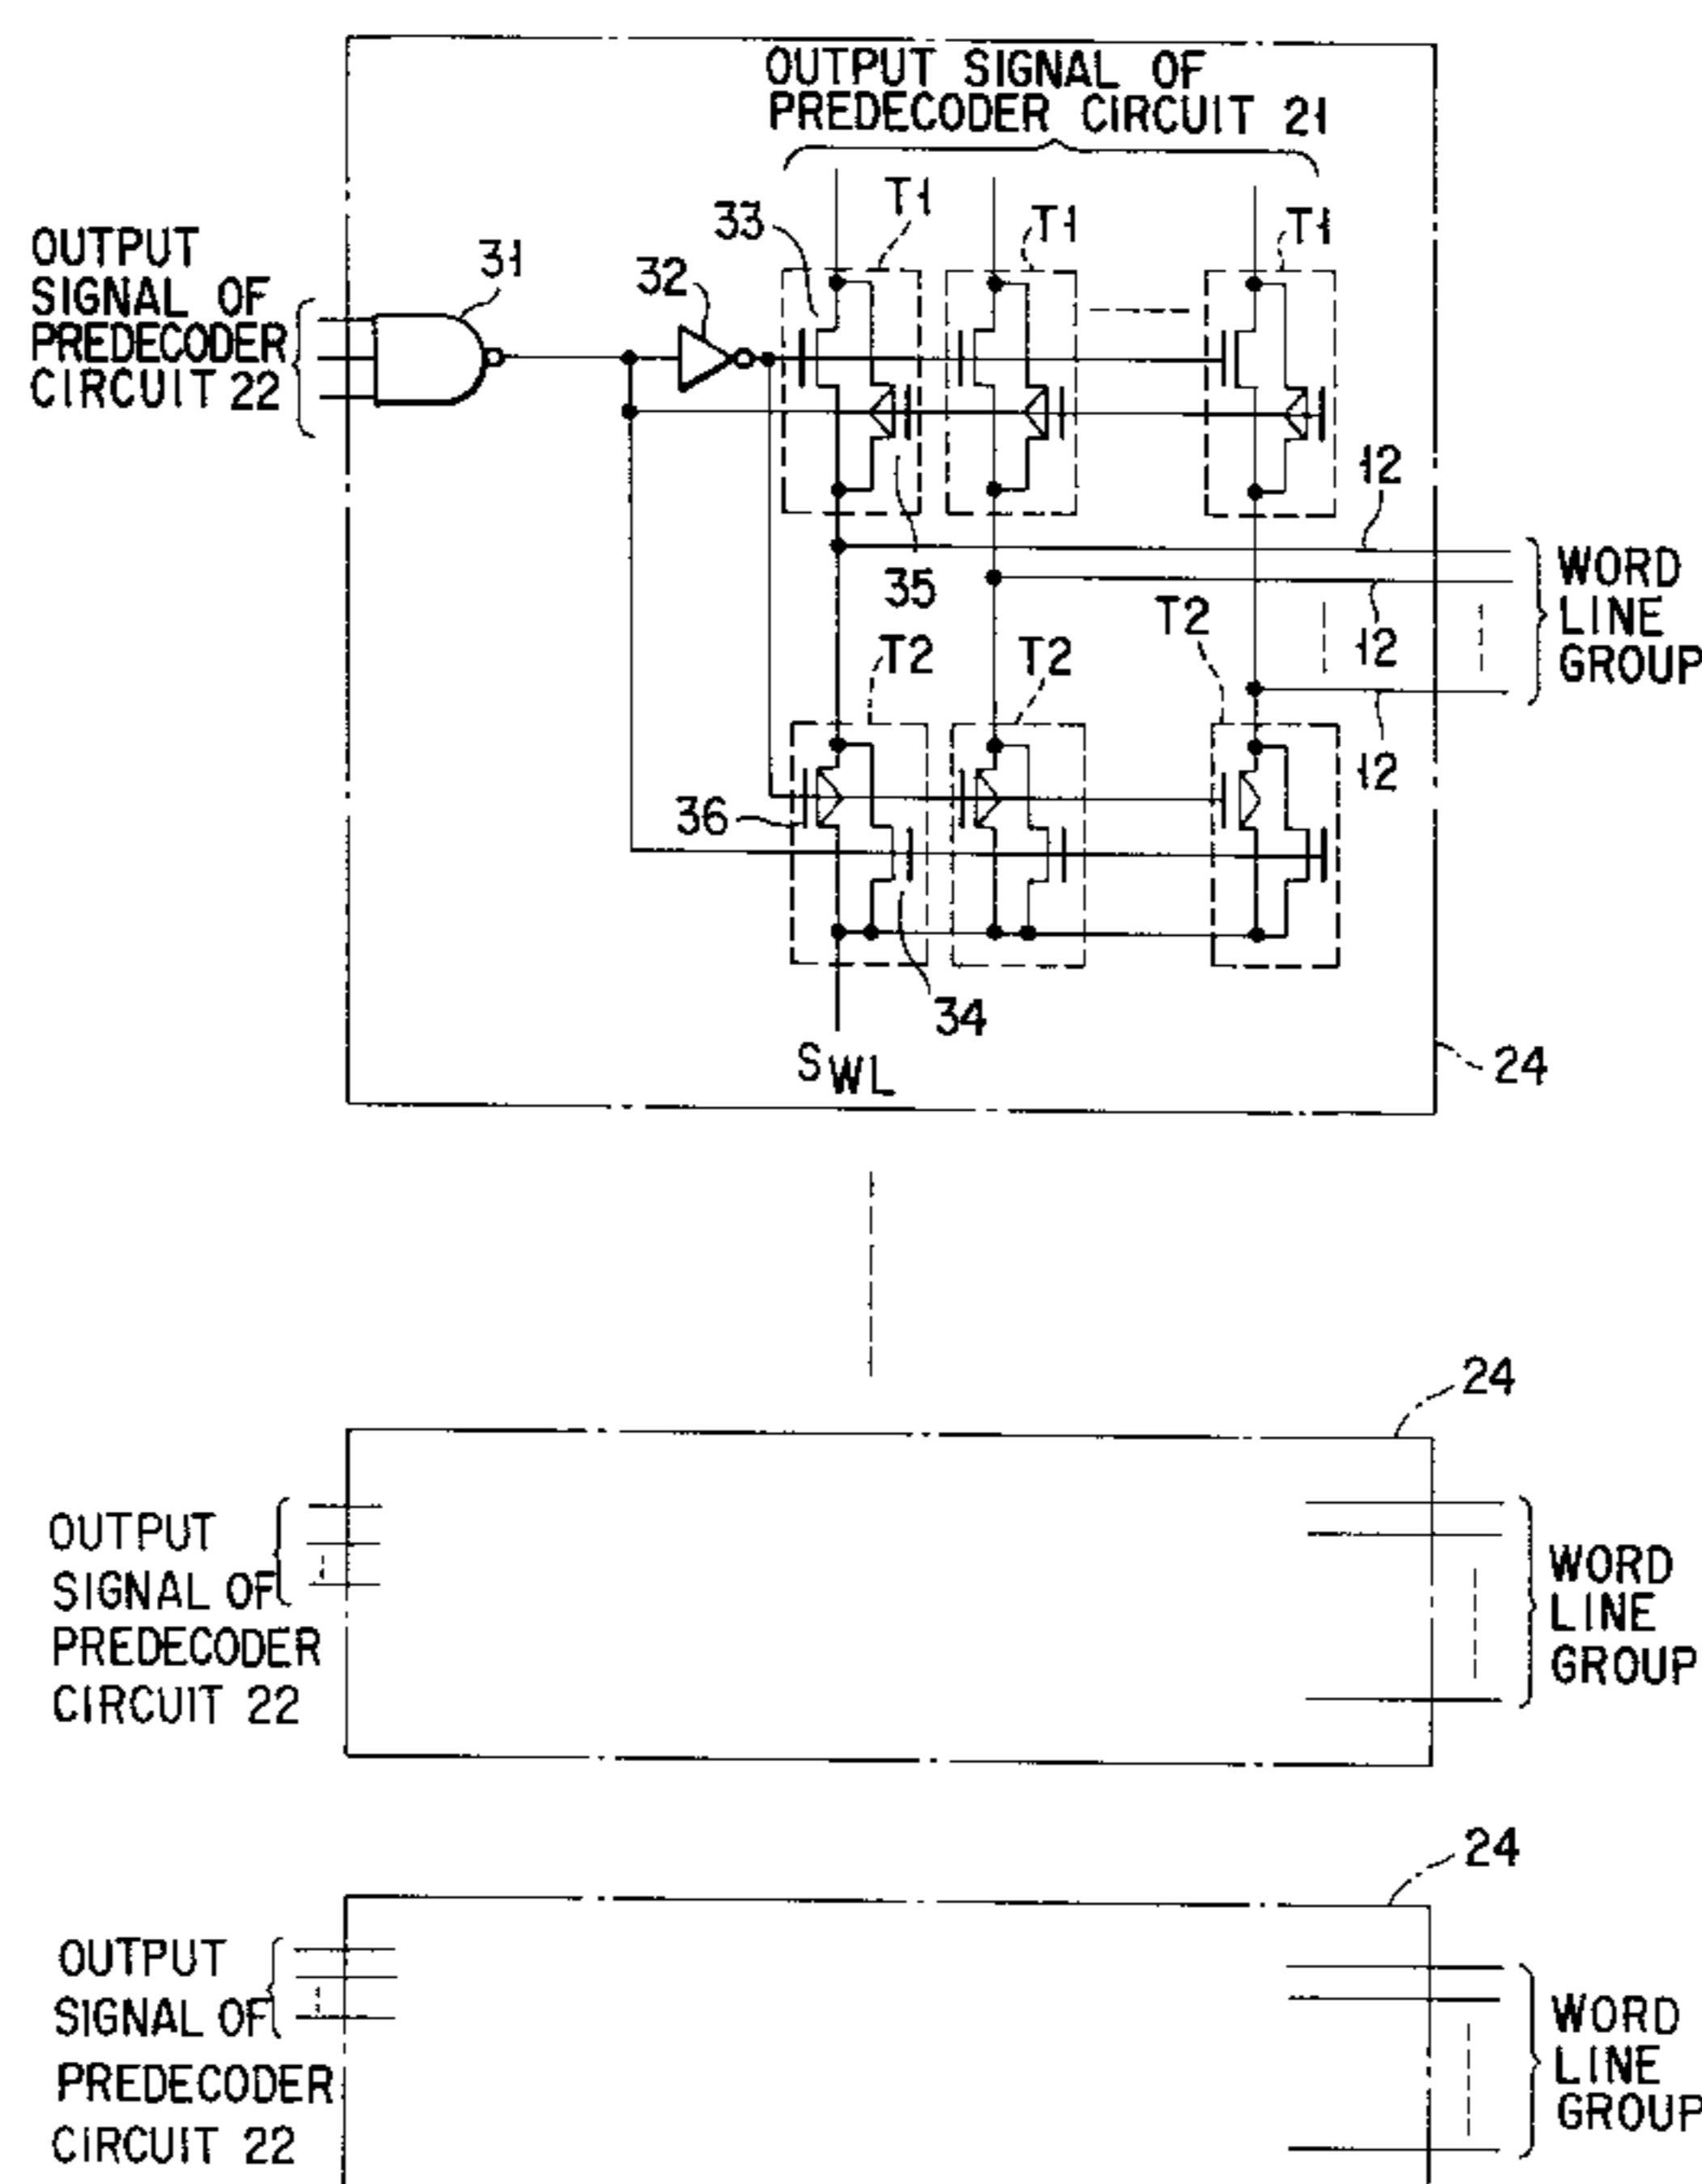 OUTPUT SIGNAL OF
PREDECODER CIRCUIT 21
T1
T1
T1
33
OUTPUT
SIGNAL OF
PREDECODER
CIRCUIT 22
31
32
35
12
12
12
WORD
LINE
GROUP
T2
T2
T2
36
34
SWL
24
24
OUTPUT
SIGNAL OF
PREDECODER
CIRCUIT 22
WORD
LINE
GROUP
24
OUTPUT
SIGNAL OF
PREDECODER
CIRCUIT 22
WORD
LINE
GROUP